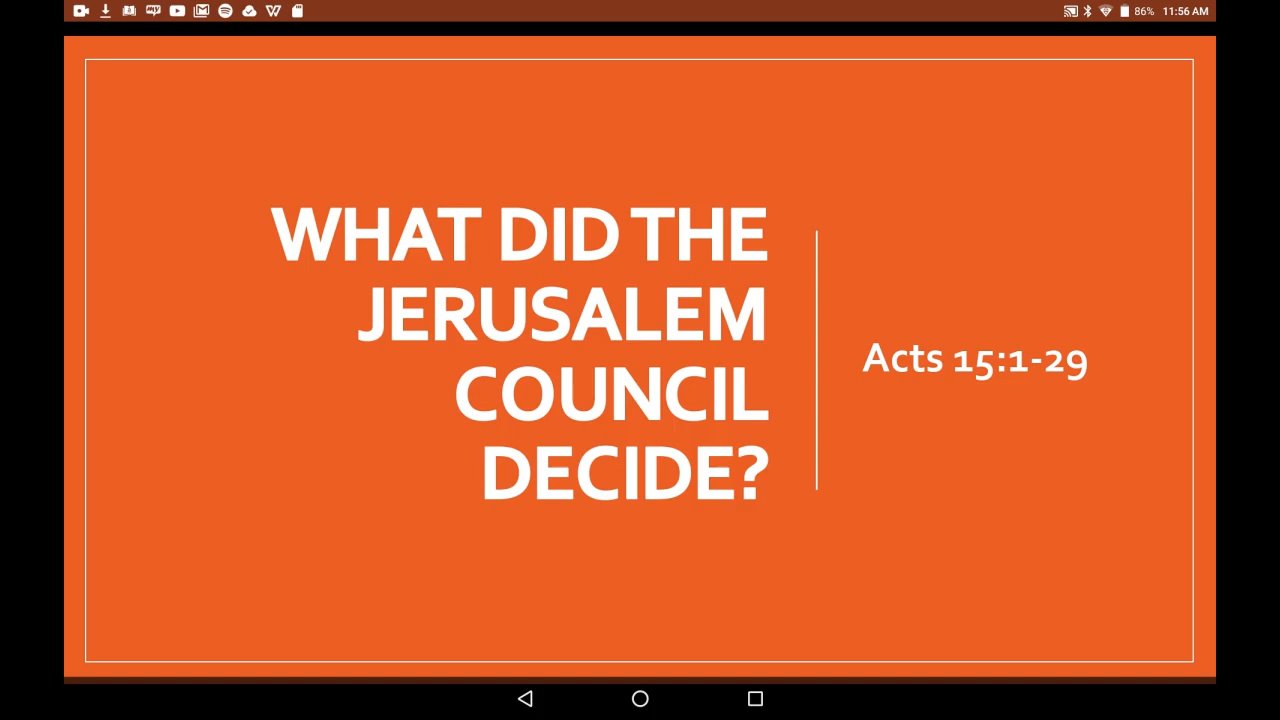 86% 11:56 AM
WHAT DID THE
JERUSALEM
COUNCIL
DECIDE?
Acts 15:1-29